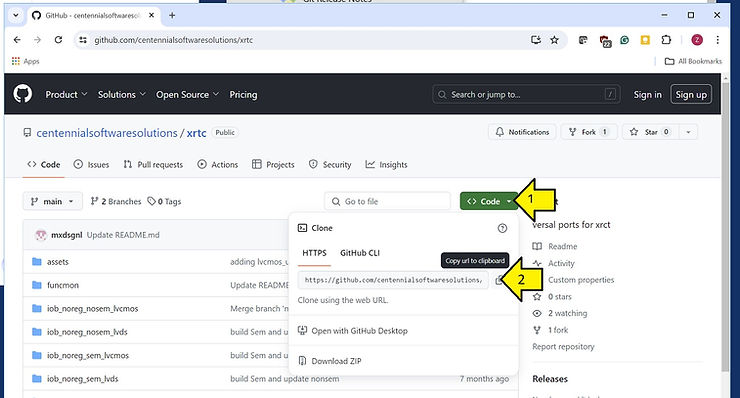 Git Release Notes
GitHub - centennialsoftwaresolu
github.com/centennialsoftwaresolutions/xrtc
22
Z
Apps
All Bookmarks
Product Solutions Open Source Pricing
Search or jump to... /
Sign in Sign up
centennialsoftwaresolutions / xrtc Public
Notifications Fork 1 Star 0
Code Issues Pull requests Actions Projects Security Insights
main 2 Branches 0 Tags
Go to file
Code
1
versal ports for xrct
mxdsgnl Update README.md
Clone
HTTPS GitHub CLI
Copy url to clipboard
https://github.com/centennialsoftwaresolutions/
2
Clone using the web URL.
Open with GitHub Desktop
Download ZIP
assets adding lvcmos_u
funcmon Update README
iob_noreg_nosem_lvcmos Merge branch 'm
iob_noreg_nosem_lvds build Sem and u
iob_noreg_sem_lvcmos build Sem and u
iob_noreg_sem_lvds build Sem and update nonsem 7 months ago
Readme
Activity
Custom properties
0 stars
2 watching
1 fork
Report repository
Releases